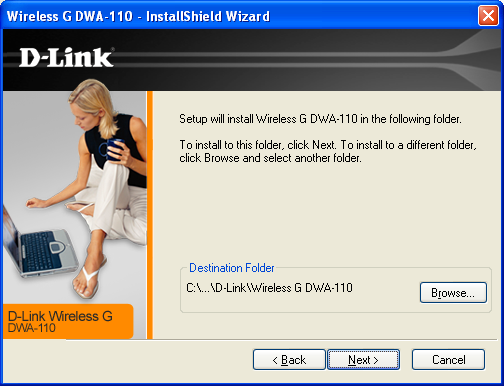 Wireless G DWA-110 - InstallShield Wizard
D-Link
Setup will install Wireless G DWA-110 in the following folder.
To install to this folder, click Next. To install to a different folder,
click Browse and select another folder.
Destination Folder
C:\...\D-Link\Wireless G DWA-110
Browse...
D-Link Wireless G
DWA-110
< Back
Next >
Cancel